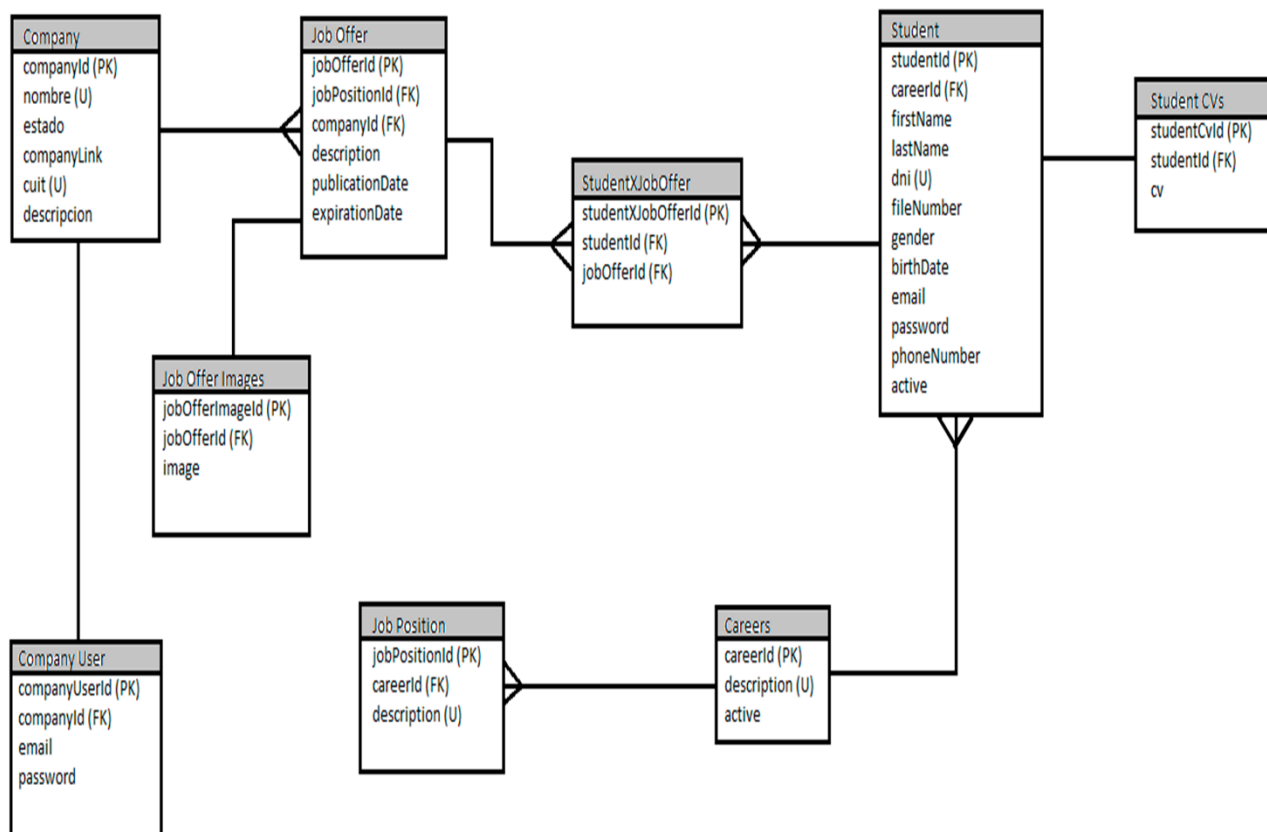 Company
companyId (PK)
nombre (U)
estado
companyLink
cuit (U)
descripcion
Job Offer
jobOfferId (PK)
jobPositionId (FK)
companyId (FK)
description
publicationDate
expirationDate
StudentXJobOffer
studentXJobOfferId (PK)
studentId (FK)
jobOfferId (FK)
Student
studentId (PK)
careerId (FK)
firstName
lastName
dni (U)
fileNumber
gender
birthDate
email
password
phoneNumber
active
Student CVs
studentCvId (PK)
studentId (FK)
cv
Job Offer Images
jobOfferImageId (PK)
jobOfferId (FK)
image
Company User
companyUserId (PK)
companyId (FK)
email
password
Job Position
jobPositionId (PK)
careerId (FK)
description (U)
Careers
careerId (PK)
description (U)
active